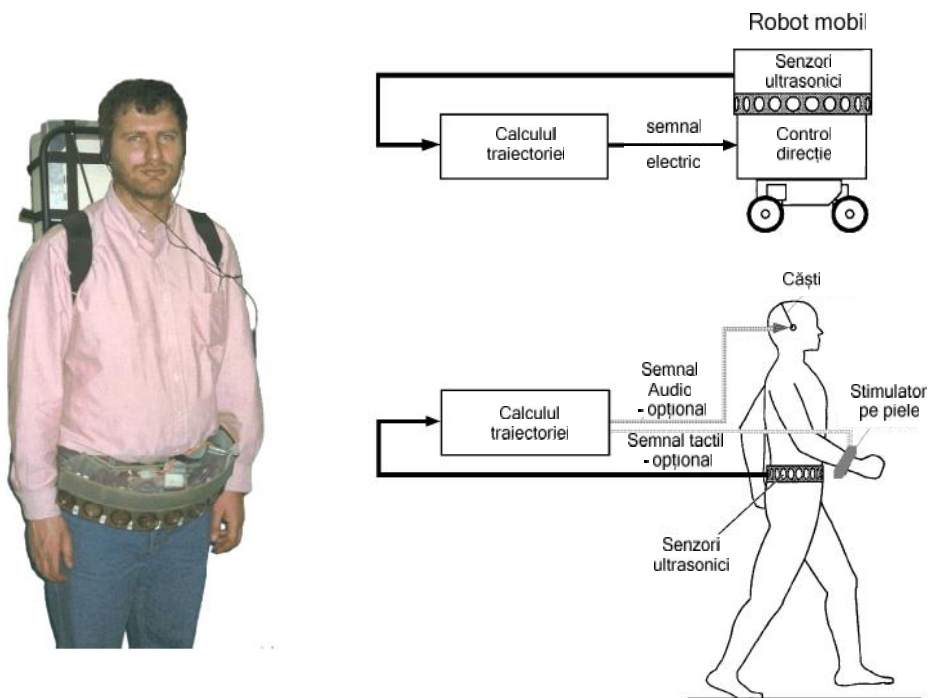 Robot mobil
Senzori
ultrasonici
Calculul
traiectoriei
semnal
electric
Control
direcție
Căști
Semnal
Audio
- opțional
Stimulator
pe piele
Calculul
traiectoriei
Semnal tactil
- opțional
Senzori
ultrasonici